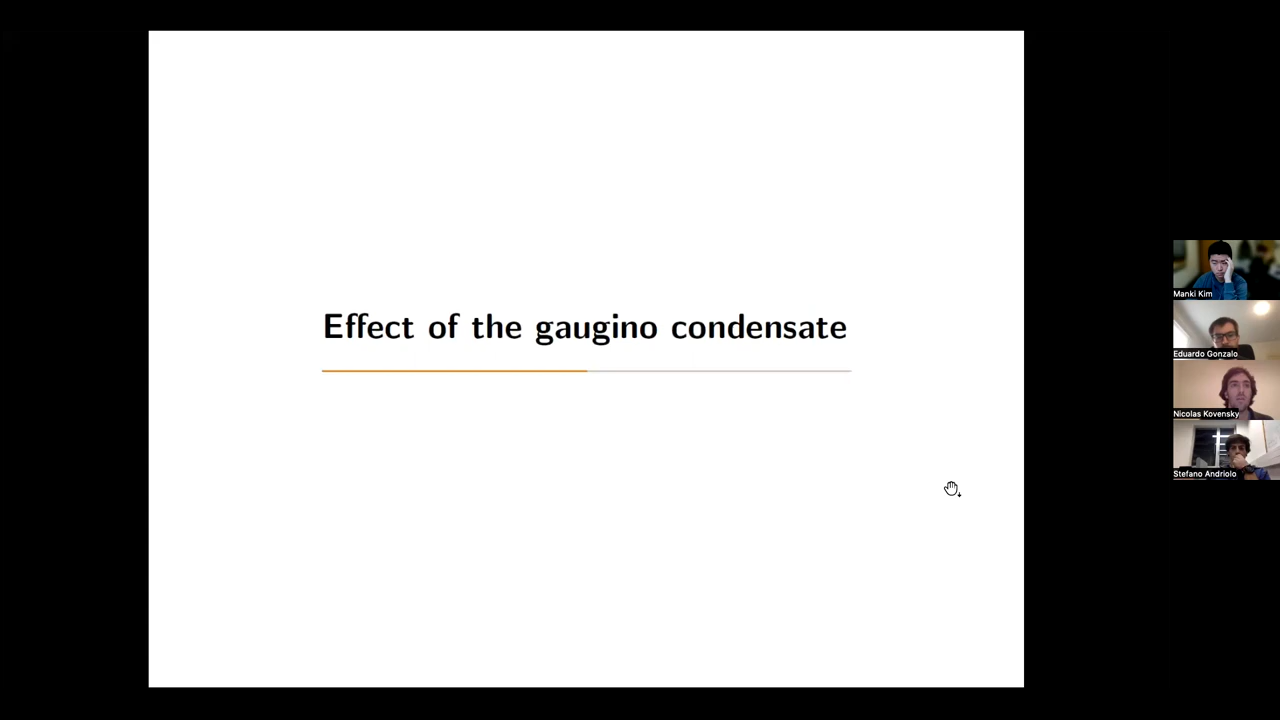 Effect of the gaugino condensate
Manki Kim
Eduardo Gonzalo
Nicolas Kovensky
Stefano Andriolo